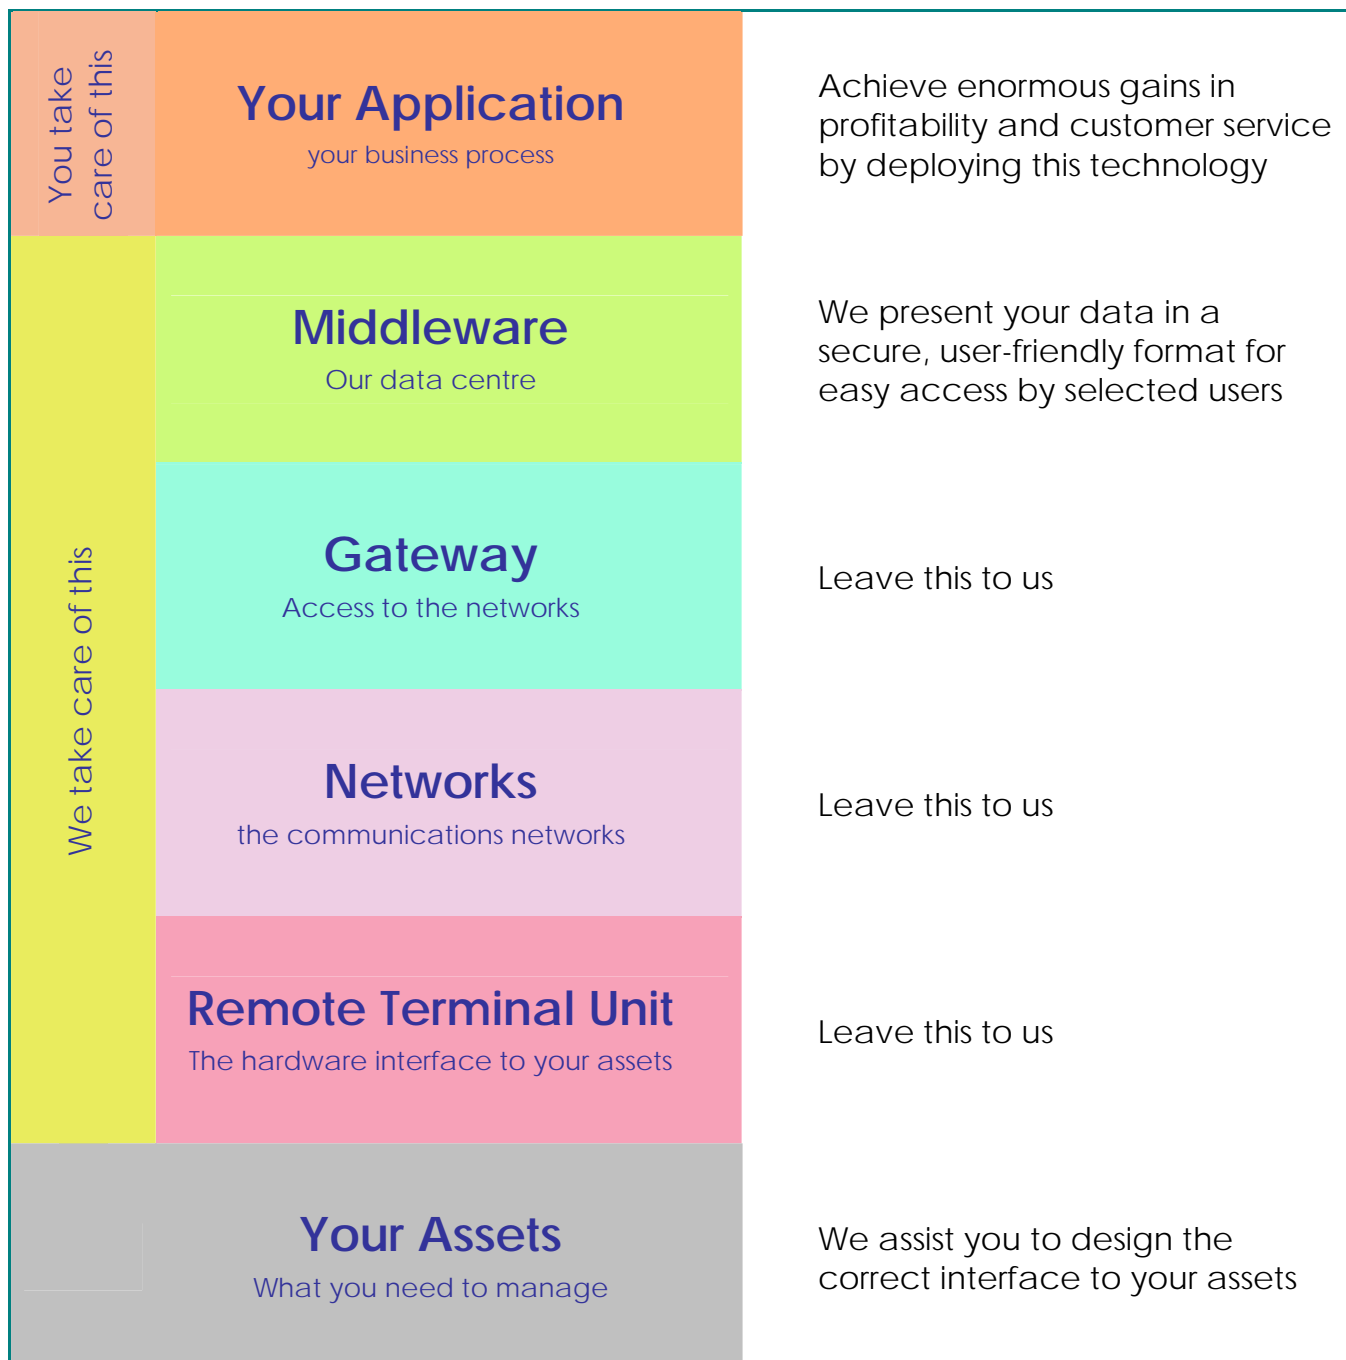 You take
care of this
Your Application
your business process
Achieve enormous gains in
profitability and customer service
by deploying this technology
We take care of this
Middleware
Our data centre
We present your data in a
secure, user-friendly format for
easy access by selected users
Gateway
Access to the networks
Leave this to us
Networks
the communications networks
Leave this to us
Remote Terminal Unit
The hardware interface to your assets
Leave this to us
Your Assets
What you need to manage
We assist you to design the
correct interface to your assets